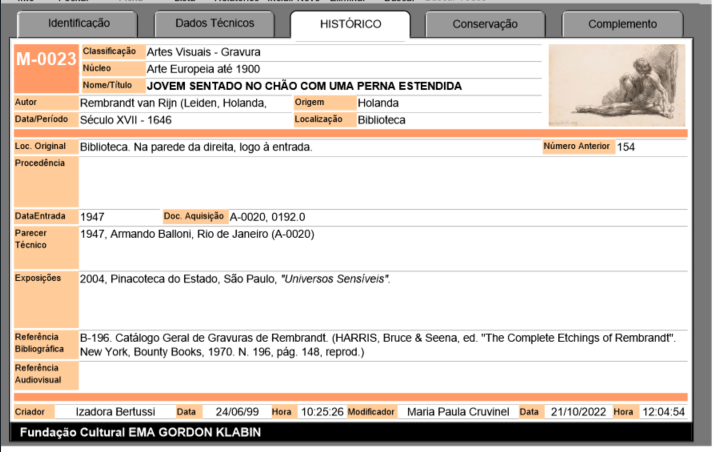 Identificação
Dados Técnicos
HISTÓRICO
Conservação
Complemento
M-0023
Classificação Artes Visuais - Gravura
Núcleo Arte Europeia até 1900
Nome/Título JOVEM SENTADO NO CHÃO COM UMA PERNA ESTENDIDA
Autor Rembrandt van Rijn (Leiden, Holanda, Origem Holanda
Data/Período Século XVII - 1646 Localização Biblioteca
Loc. Original Biblioteca. Na parede da direita, logo à entrada. Número Anterior 154
Procedência
DataEntrada 1947 Doc. Aquisição A-0020, 0192.0
Parecer Técnico 1947, Armando Balloni, Rio de Janeiro (A-0020)
Exposições 2004, Pinacoteca do Estado, São Paulo, "Universos Sensíveis".
Referência Bibliográfica B-196. Catálogo Geral de Gravuras de Rembrandt. (HARRIS, Bruce & Seena, ed. "The Complete Etchings of Rembrandt".
New York, Bounty Books, 1970. N. 196, pág. 148, reprod.)
Referência
Audiovisual
Criador Izadora Bertussi Data 24/06/99 Hora 10:25:26 Modificador Maria Paula Cruvinel Data 21/10/2022 Hora 12:04:54
Fundação Cultural EMA GORDON KLABIN